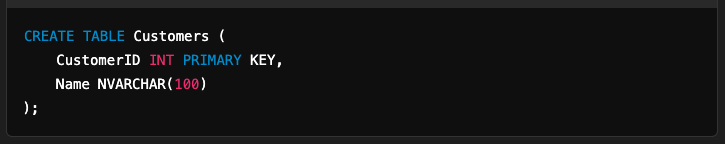 CREATE TABLE Customers (
    CustomerID INT PRIMARY KEY,
    Name NVARCHAR(100)
);